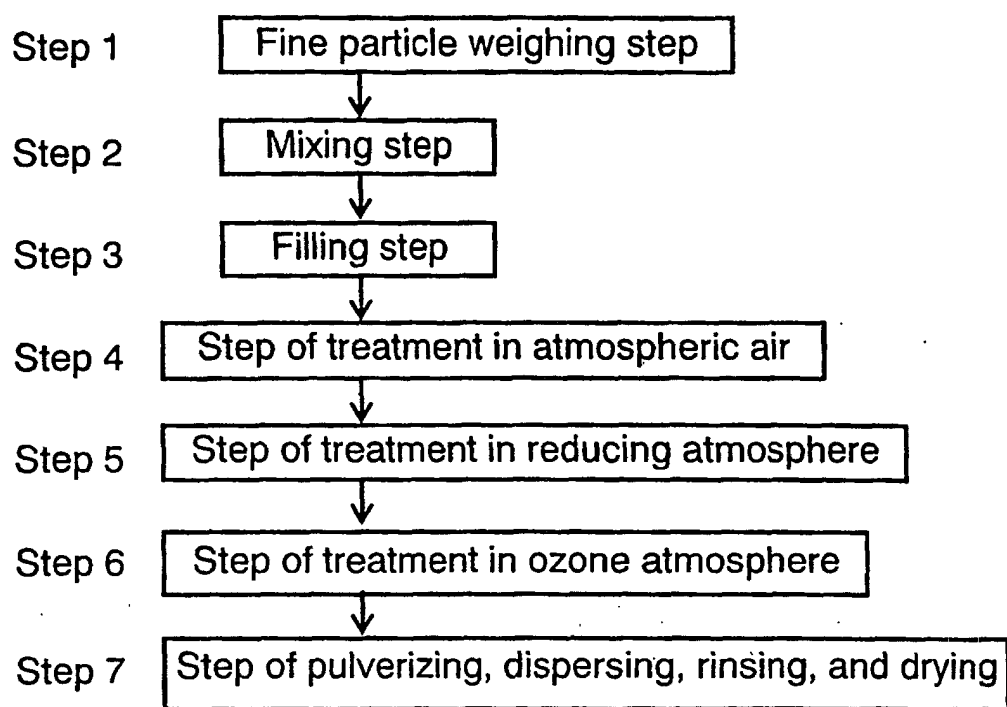 Step 1 Fine particle weighing step
Step 2 Mixing step
Step 3 Filling step
Step 4 Step of treatment in atmospheric air
Step 5 Step of treatment in reducing atmosphere
Step 6 Step of treatment in ozone atmosphere
Step 7 Step of pulverizing, dispersing, rinsing, and drying